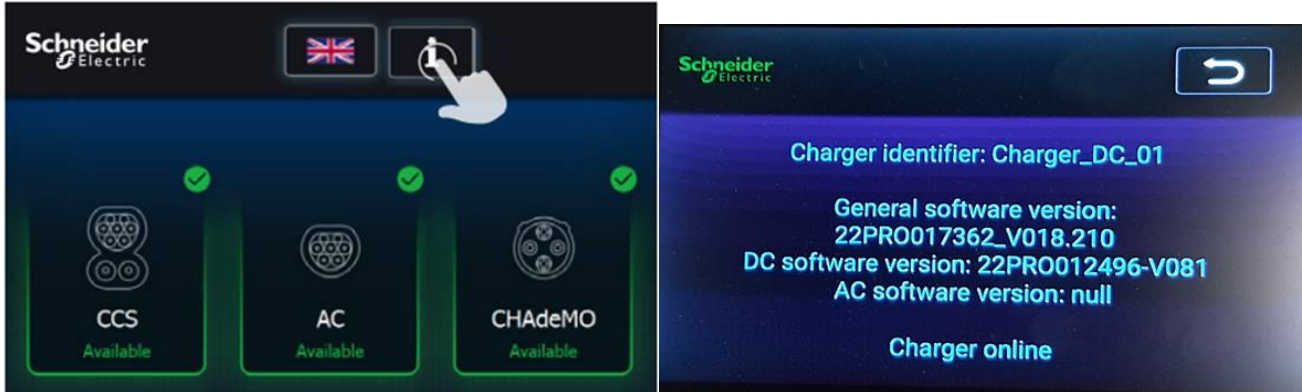 Schneider
Electric
i
CCS
Available
AC
Available
CHAdeMO
Available
Schneider
Electric
Charger identifier: Charger_DC_01
General software version:
22PRO017362_V018.210
DC software version: 22PRO012496-V081
AC software version: null
Charger online